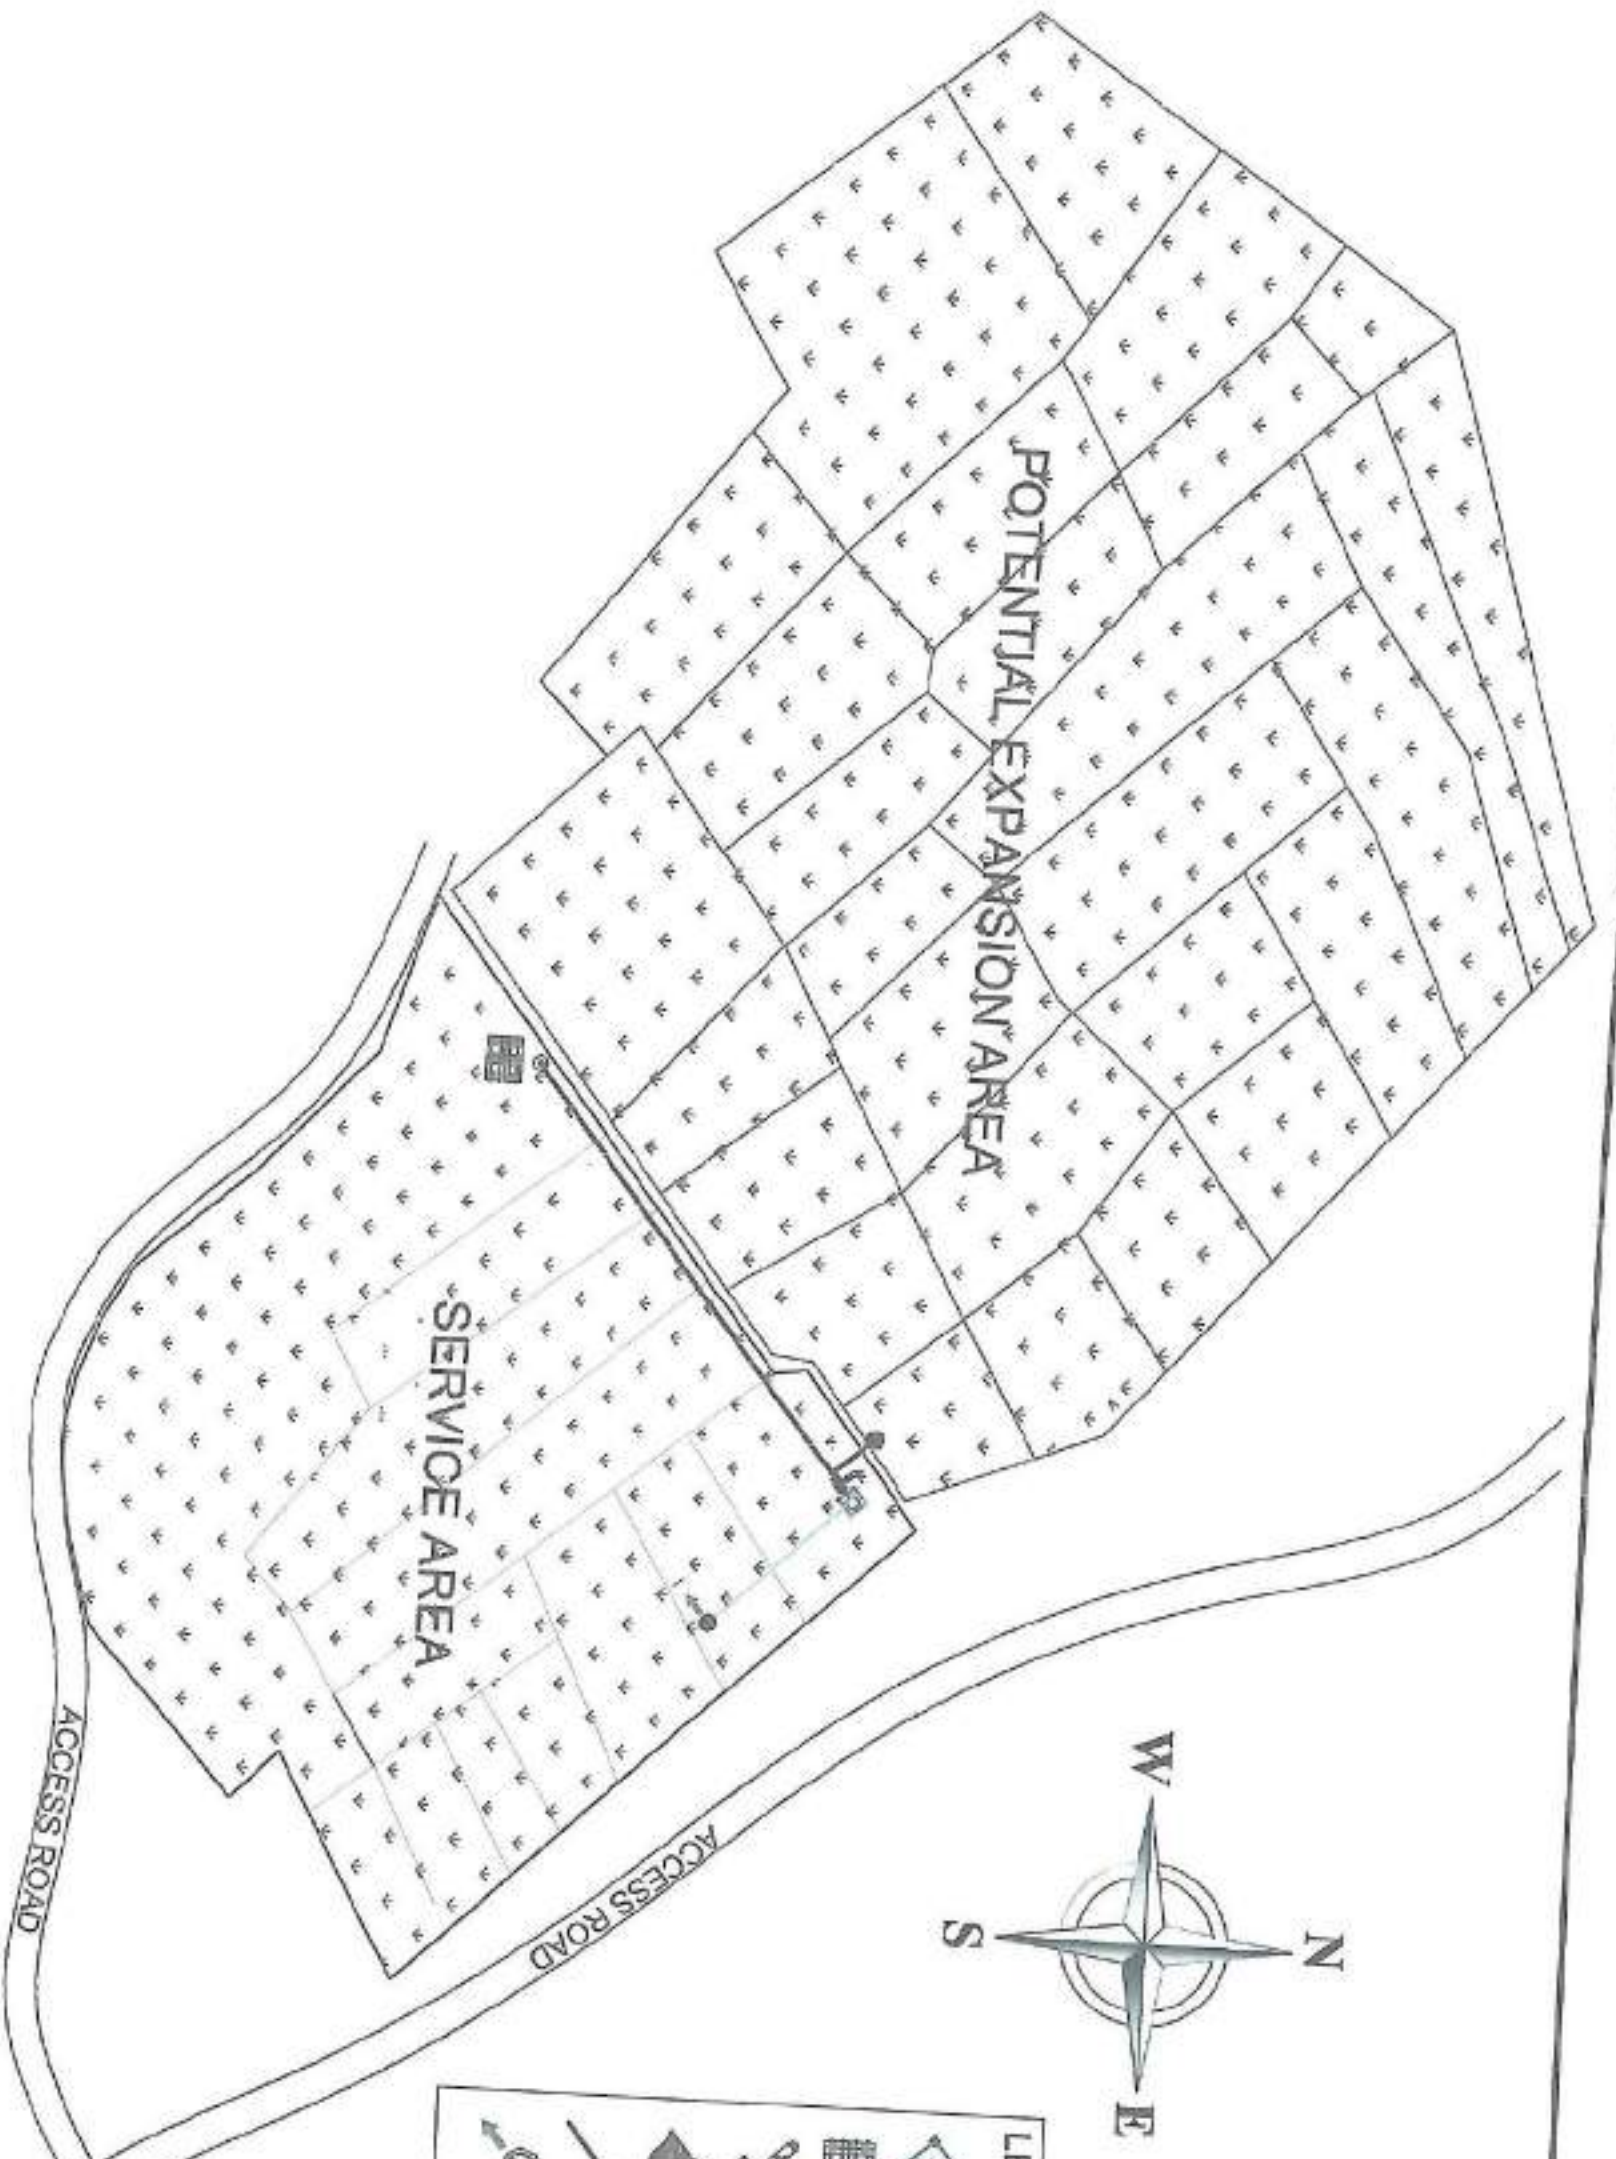 POTENTIAL EXPANSION AREA
SERVICE AREA
ACCESS ROAD
ACCESS ROAD
N
W
E
S